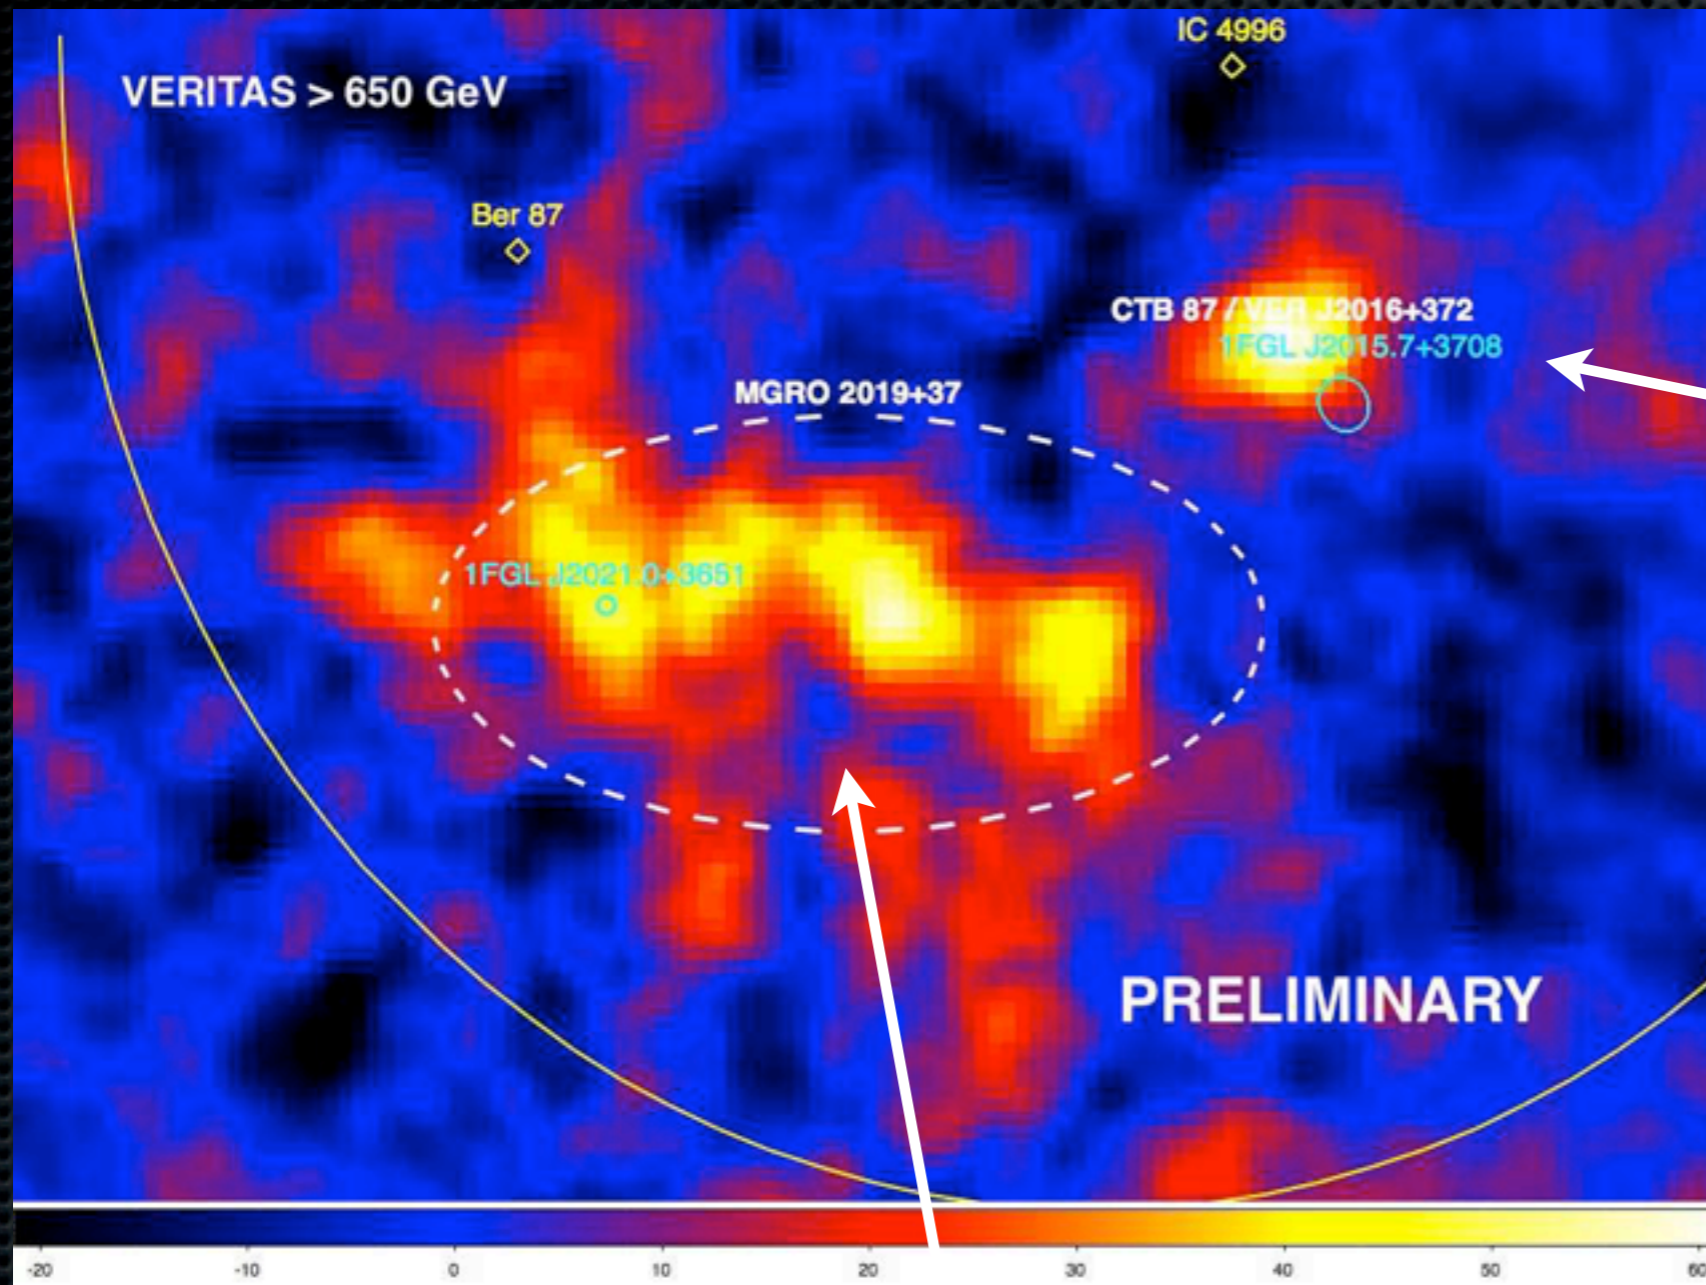 IC 4996
VERITAS > 650 GeV
Ber 87
CTB 87 / VER J2016+372
1FGL J2015.7+3708
MGRO 2019+37
1FGL J2021.0+3651
PRELIMINARY
-20 -10 0 10 20 30 40 50 60